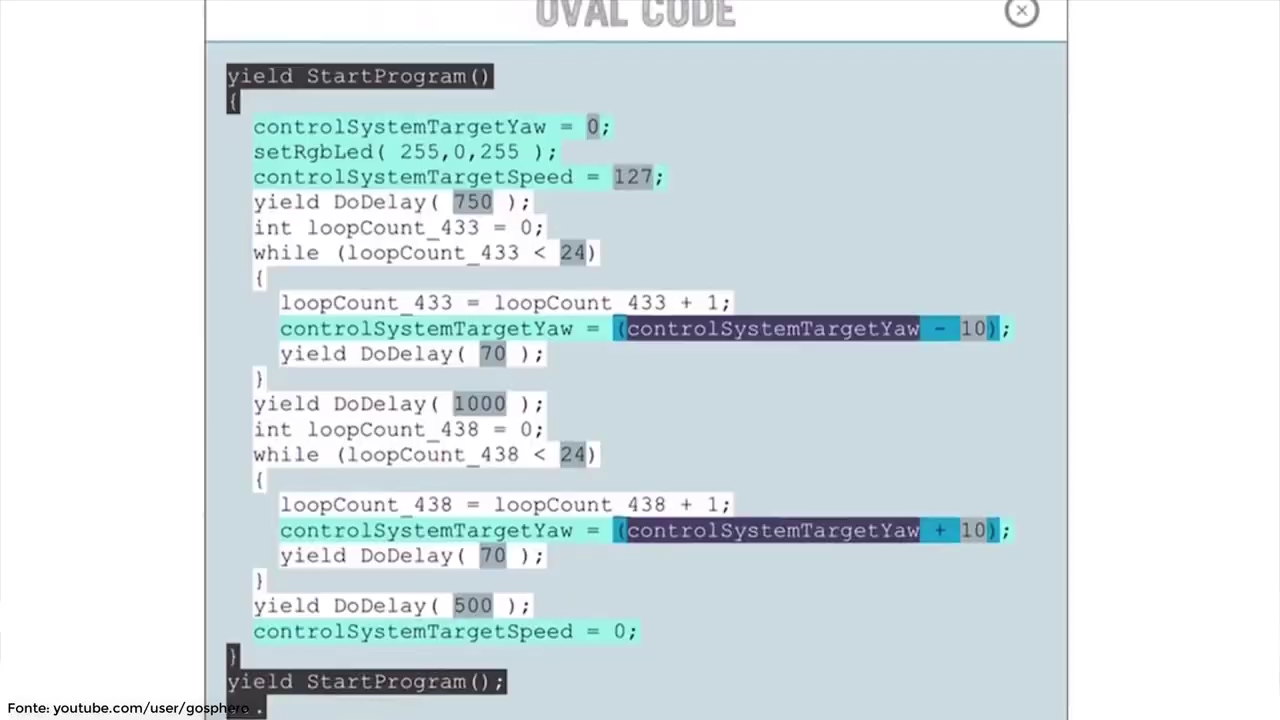 OVAL CODE
yield StartProgram()
{
controlSystemTargetYaw = 0;
setRgbLed( 255,0,255 );
controlSystemTargetSpeed = 127;
yield DoDelay( 750 );
int loopCount_433 = 0;
while (loopCount_433 < 24)
{
loopCount_433 = loopCount_433 + 1;
controlSystemTargetYaw = (controlSystemTargetYaw - 10);
yield DoDelay( 70 );
}
yield DoDelay( 1000 );
int loopCount_438 = 0;
while (loopCount_438 < 24)
{
loopCount_438 = loopCount_438 + 1;
controlSystemTargetYaw = (controlSystemTargetYaw + 10);
yield DoDelay( 70 );
}
yield DoDelay( 500 );
controlSystemTargetSpeed = 0;
}
yield StartProgram();
Fonte: youtube.com/user/gosphero